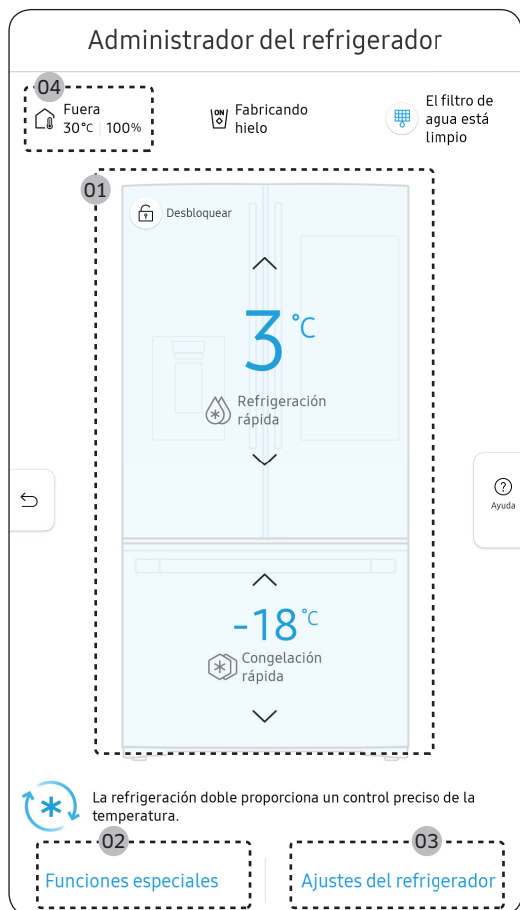 Administrador del refrigerador
04
Fuera
30°C | 100%
ON
Fabricando
hielo
El filtro de
agua está
limpio
01
Desbloquear
3°C
Refrigeración
rápida
Ayuda
-18°C
Congelación
rápida
La refrigeración doble proporciona un control preciso de la
temperatura.
02
03
Funciones especiales
Ajustes del refrigerador